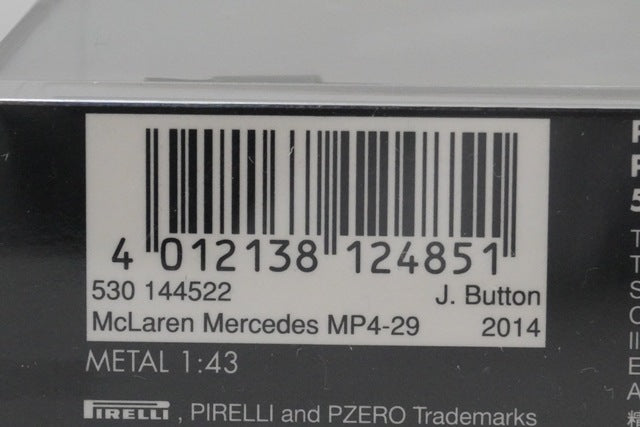 4 012138 124851
530 144522 J. Button
McLaren Mercedes MP4-29 2014
METAL 1:43
PIRELLI, PIRELLI and PZERO Trademarks